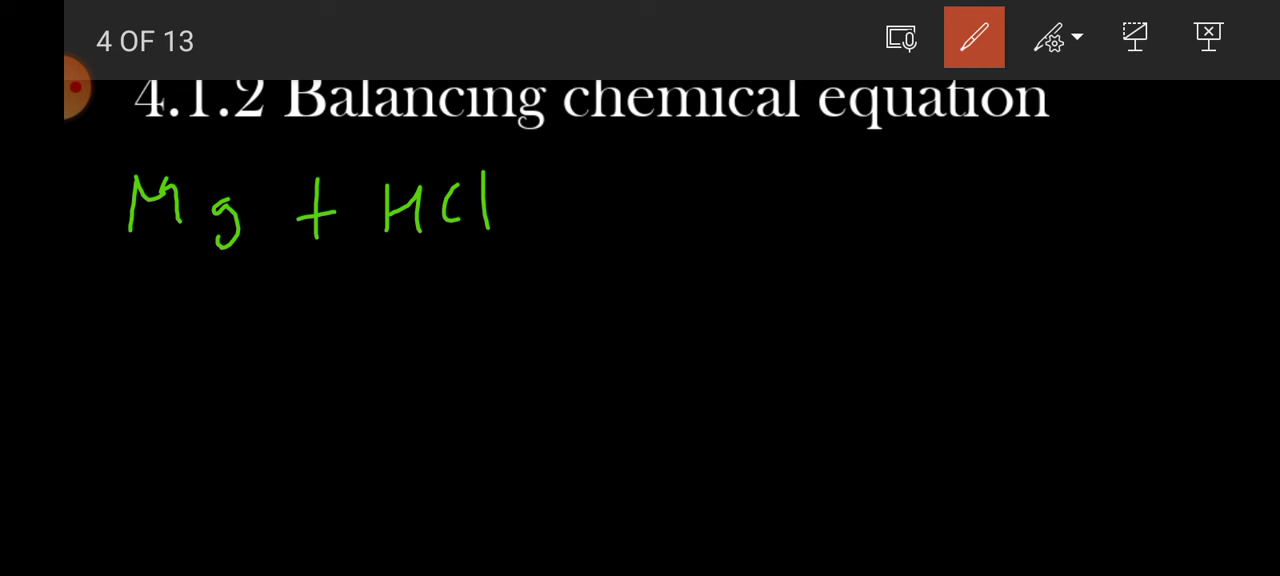 4 OF 13
4.1.2 Balancing chemical equation
Mg + HCl